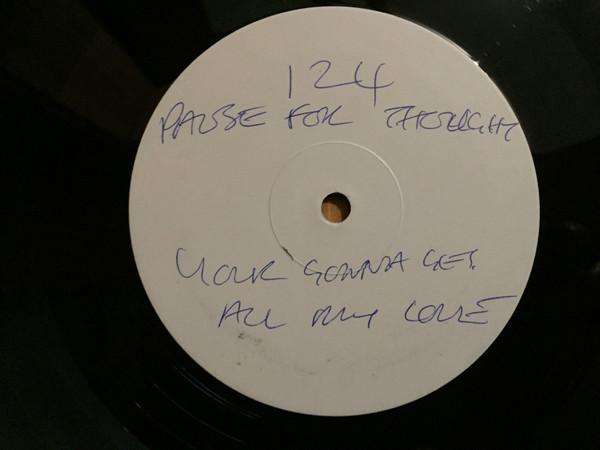 124
PAUSE FOR THOUGHT
YOUR GONNA GET
ALL MY LOVE